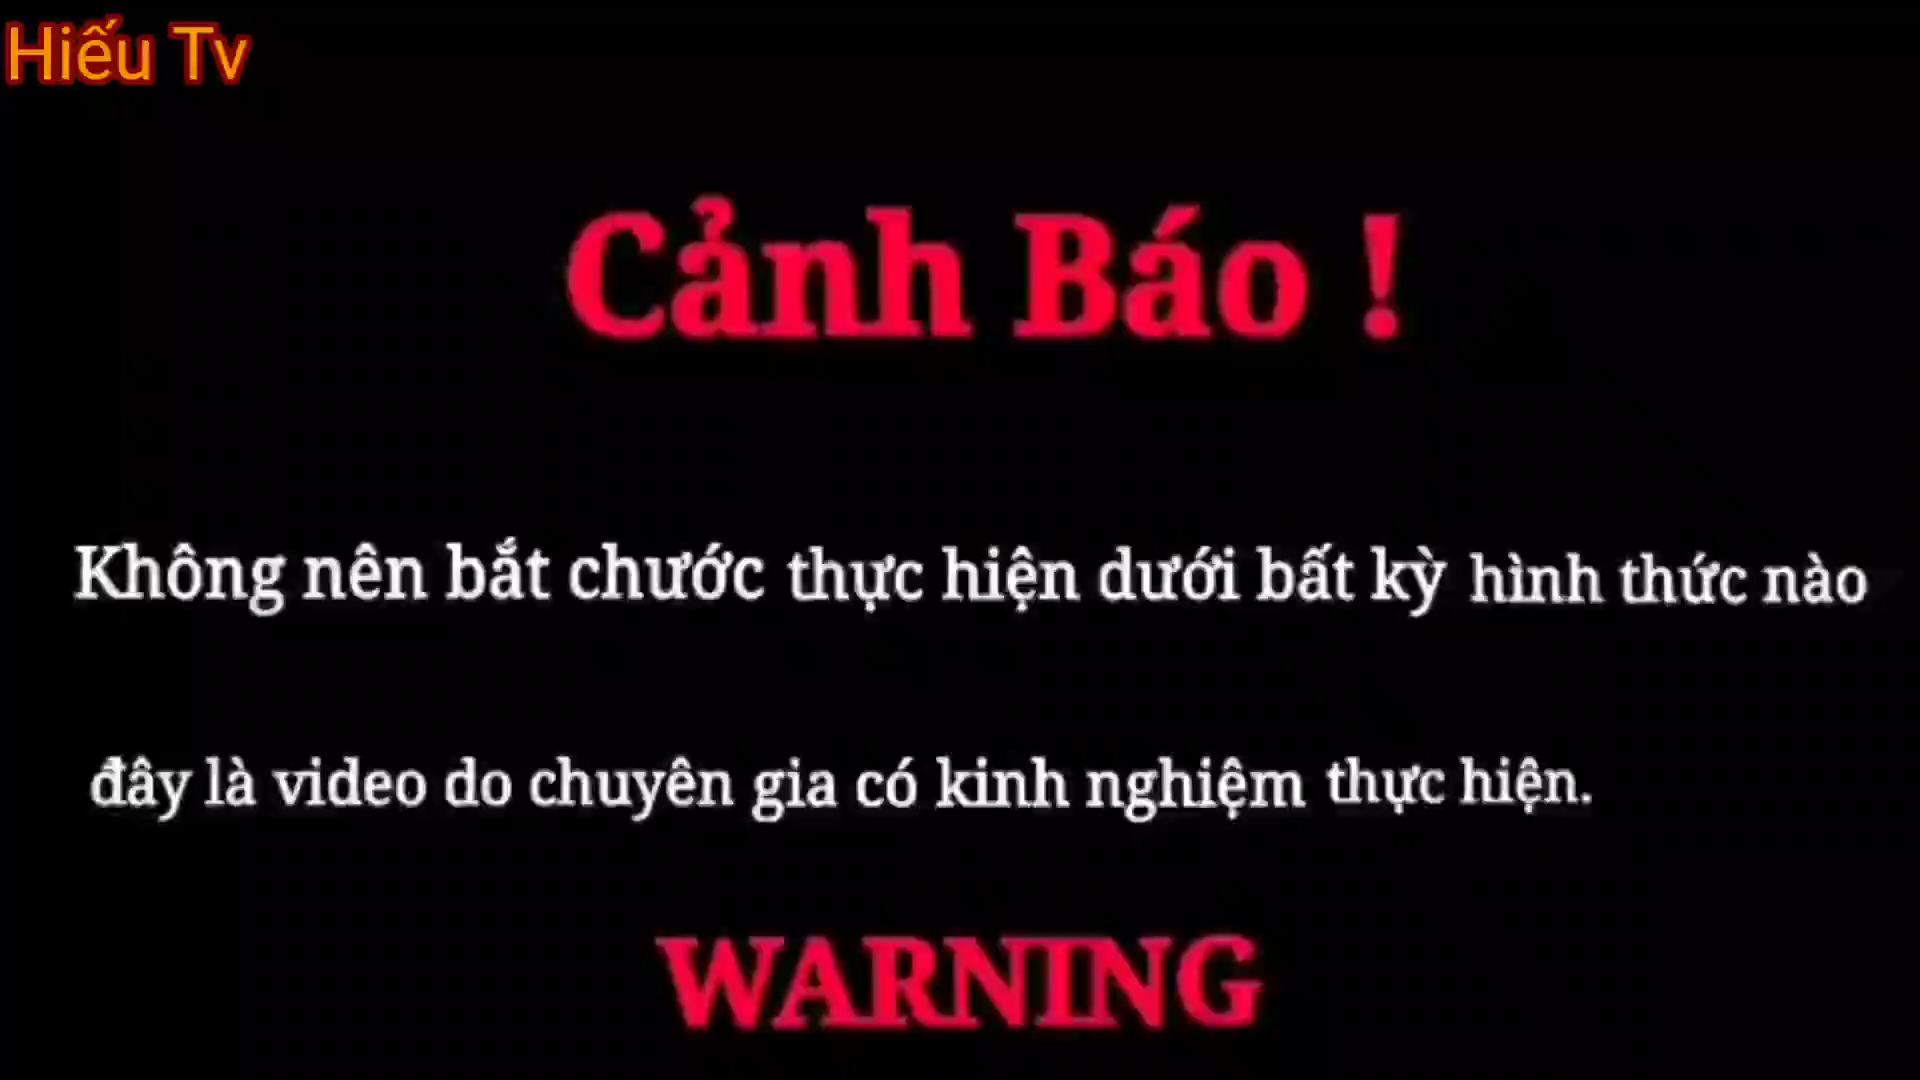 Hiếu Tv
Cảnh Báo !
Không nên bắt chước thực hiện dưới bất kỳ hình thức nào
đây là video do chuyên gia có kinh nghiệm thực hiện.
WARNING